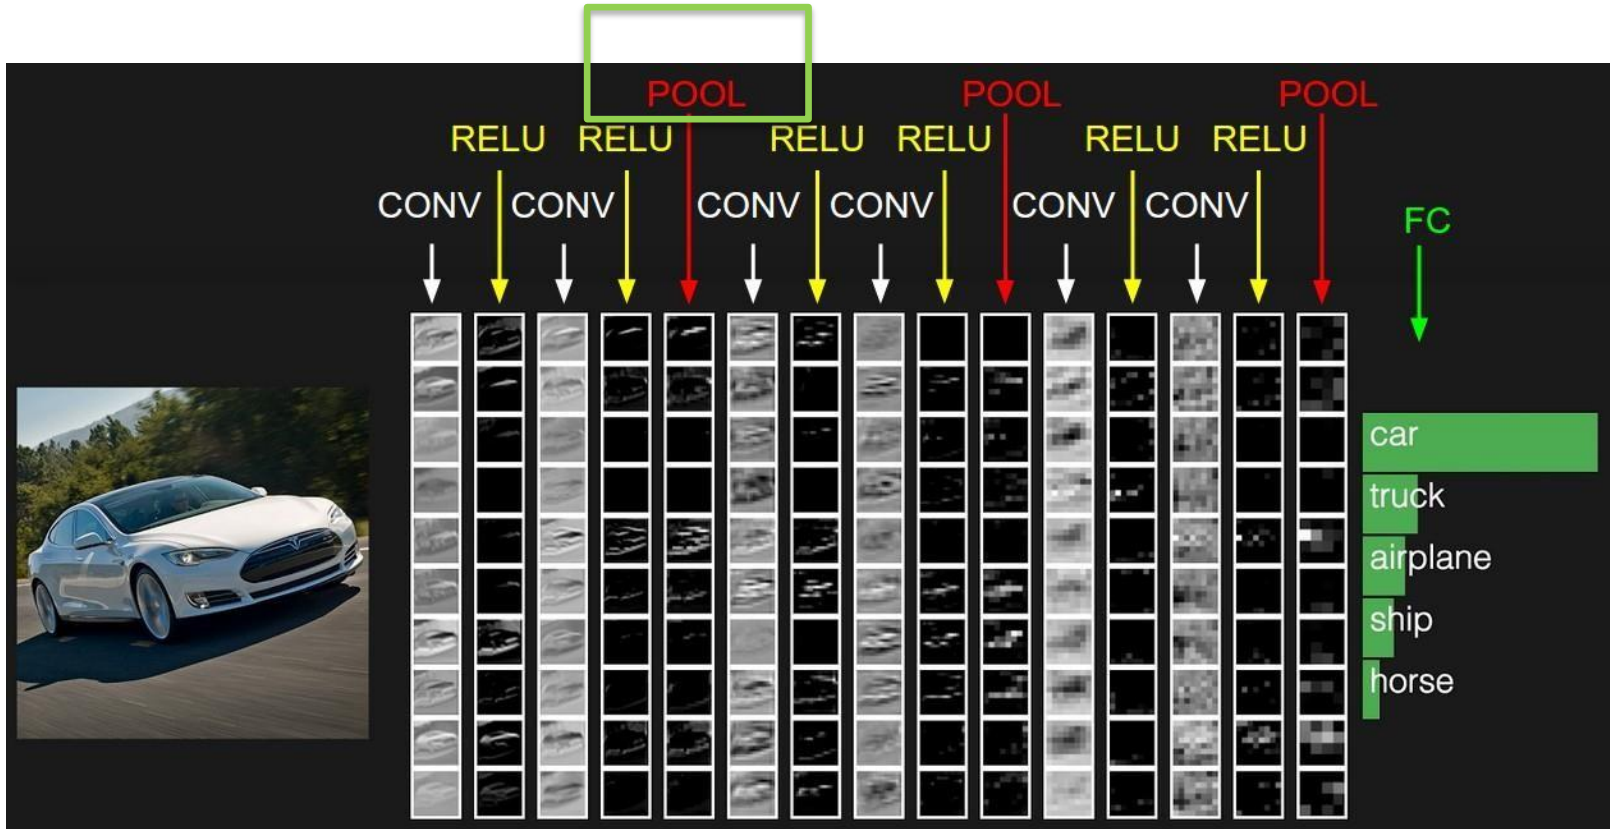 POOL POOL POOL
RELU RELU RELU RELU RELU RELU
CONV CONV CONV CONV CONV CONV
FC
car
truck
airplane
ship
horse